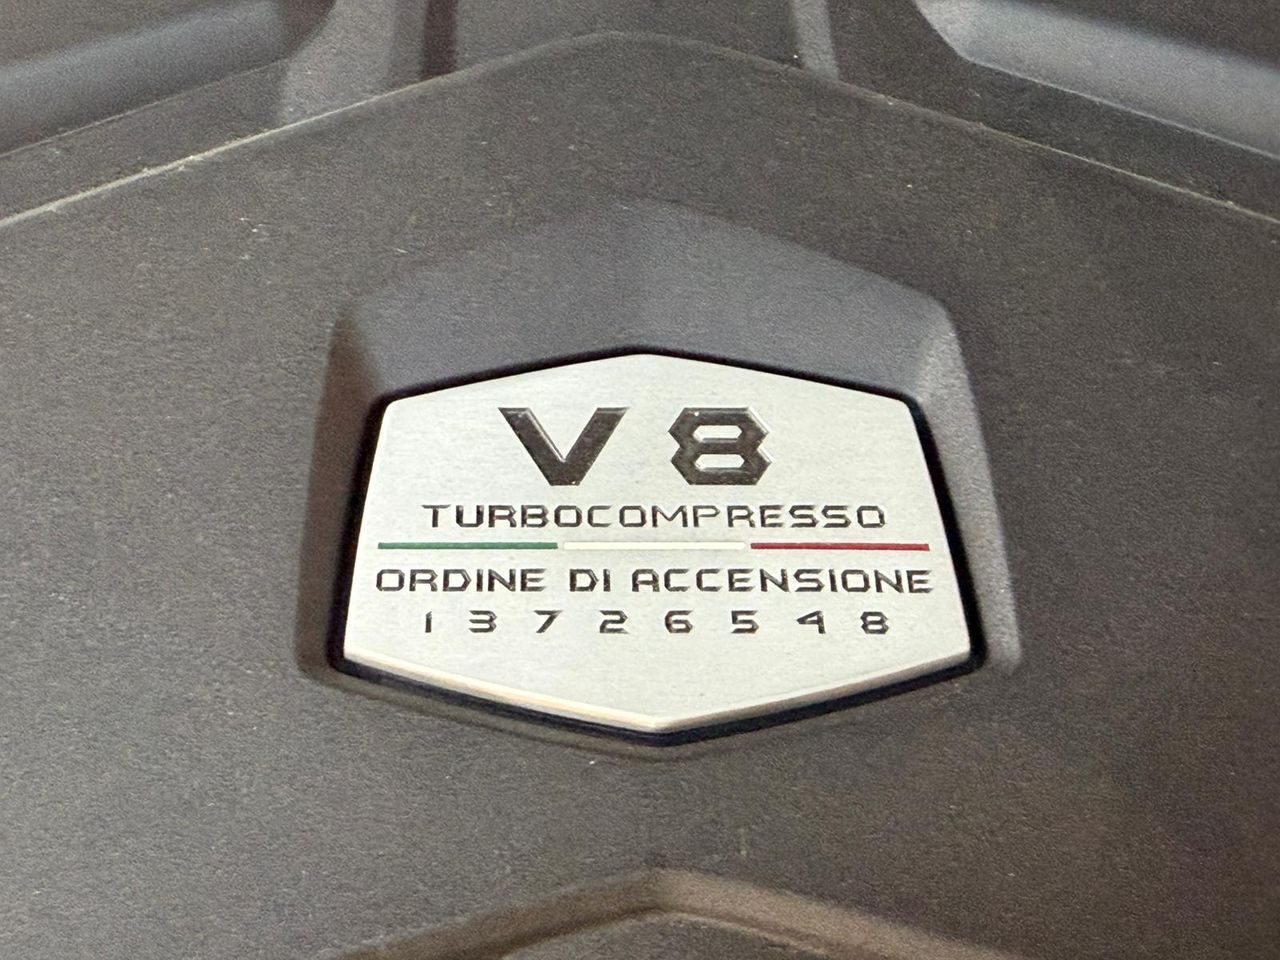 V8
TURBOCOMPRESSO
ORDINE DI ACCENSIONE
1 3 7 2 6 5 4 8